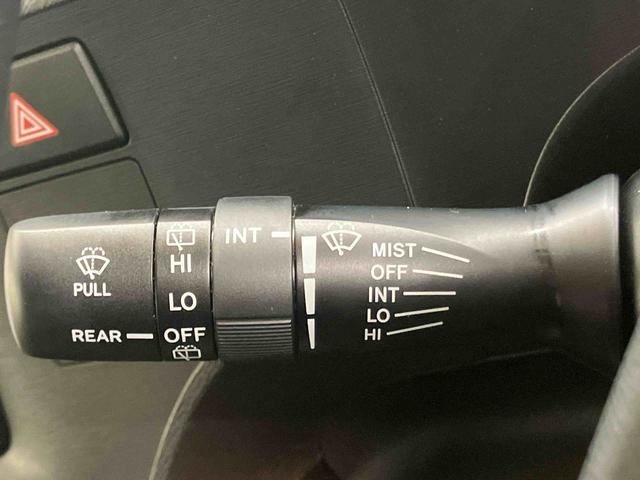 PULL
REAR
HI
LO
OFF
INT
MIST
OFF
INT
LO
HI